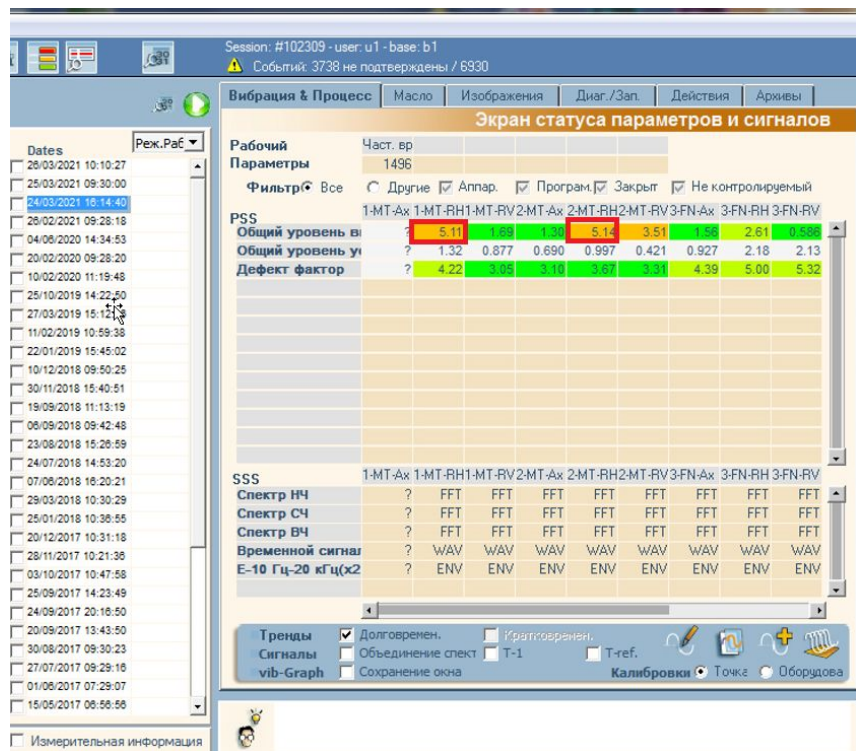 Session: #102309 - user: u1 - base: b1
Событий: 3738 не подтверждены / 6930
Вибрация & Процесс Масло Изображения Диаг./Зап. Действия Архивы
Экран статуса параметров и сигналов
Dates Реж.Раб
26/03/2021 10:10:27
25/03/2021 09:30:00
24/03/2021 16:14:40
26/02/2021 09:28:18
04/06/2020 14:34:53
20/02/2020 09:28:20
10/02/2020 11:19:48
25/10/2019 14:22:50
27/03/2019 15:12:
11/02/2019 10:59:38
22/01/2019 15:45:02
10/12/2018 09:50:25
30/11/2018 15:40:51
19/09/2018 11:13:19
06/09/2018 09:42:48
23/08/2018 15:26:59
24/07/2018 14:53:20
07/06/2018 16:20:21
29/03/2018 10:30:29
25/01/2018 10:36:55
20/12/2017 10:31:18
28/11/2017 10:21:36
03/10/2017 10:47:58
25/09/2017 14:23:49
24/09/2017 20:16:50
20/09/2017 13:43:50
30/08/2017 09:30:23
27/07/2017 09:29:16
01/06/2017 07:29:07
15/05/2017 06:56:56
Измерительная информация
Рабочий Част. вр
Параметры 1496
Фильтр Все Другие Аппар. Програм. Закрыт Не контролируемый
PSS 1-MT-Ax 1-MT-RH 1-MT-RV 2-MT-Ax 2-MT-RH 2-MT-RV 3-FN-Ax 3-FN-RH 3-FN-RV
Общий уровень ви ? 5.11 1.69 1.30 5.14 3.51 1.56 2.61 0.586
Общий уровень ус ? 1.32 0.877 0.690 0.997 0.421 0.927 2.18 2.13
Дефект фактор ? 4.22 3.05 3.10 3.67 3.31 4.39 5.00 5.32
SSS 1-MT-Ax 1-MT-RH 1-MT-RV 2-MT-Ax 2-MT-RH 2-MT-RV 3-FN-Ax 3-FN-RH 3-FN-RV
Спектр НЧ ? FFT FFT FFT FFT FFT FFT FFT FFT
Спектр СЧ ? FFT FFT FFT FFT FFT FFT FFT FFT
Спектр ВЧ ? FFT FFT FFT FFT FFT FFT FFT FFT
Временной сигнал ? WAV WAV WAV WAV WAV WAV WAV WAV
E-10 Гц-20 кГц(x2 ? ENV ENV ENV ENV ENV ENV ENV ENV
Тренды Долговремен. Кратковремен.
Сигналы Объединение спект T-1 T-ref.
vib-Graph Сохранение окна Калибровки Точка Оборудова